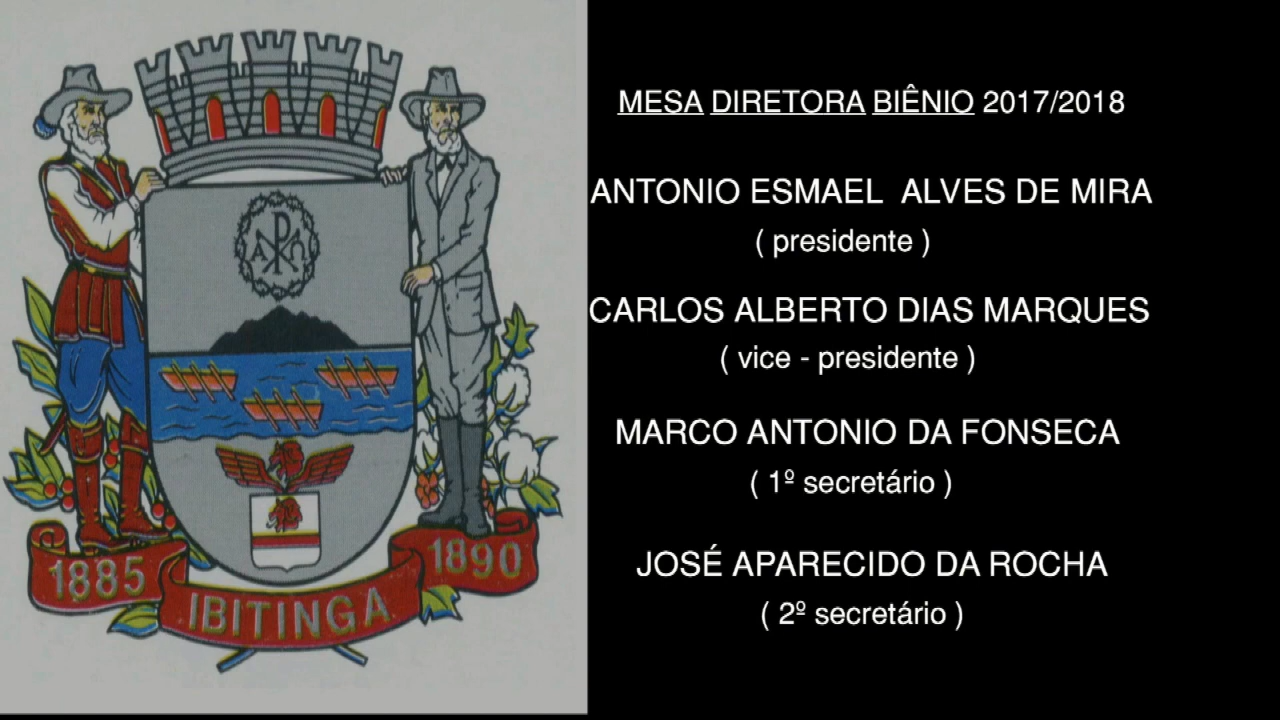 MESA DIRETORA BIÊNIO 2017/2018
ANTONIO ESMAEL ALVES DE MIRA
( presidente )
CARLOS ALBERTO DIAS MARQUES
( vice - presidente )
MARCO ANTONIO DA FONSECA
( 1º secretário )
JOSÉ APARECIDO DA ROCHA
( 2º secretário )
1885
IBITINGA
1890